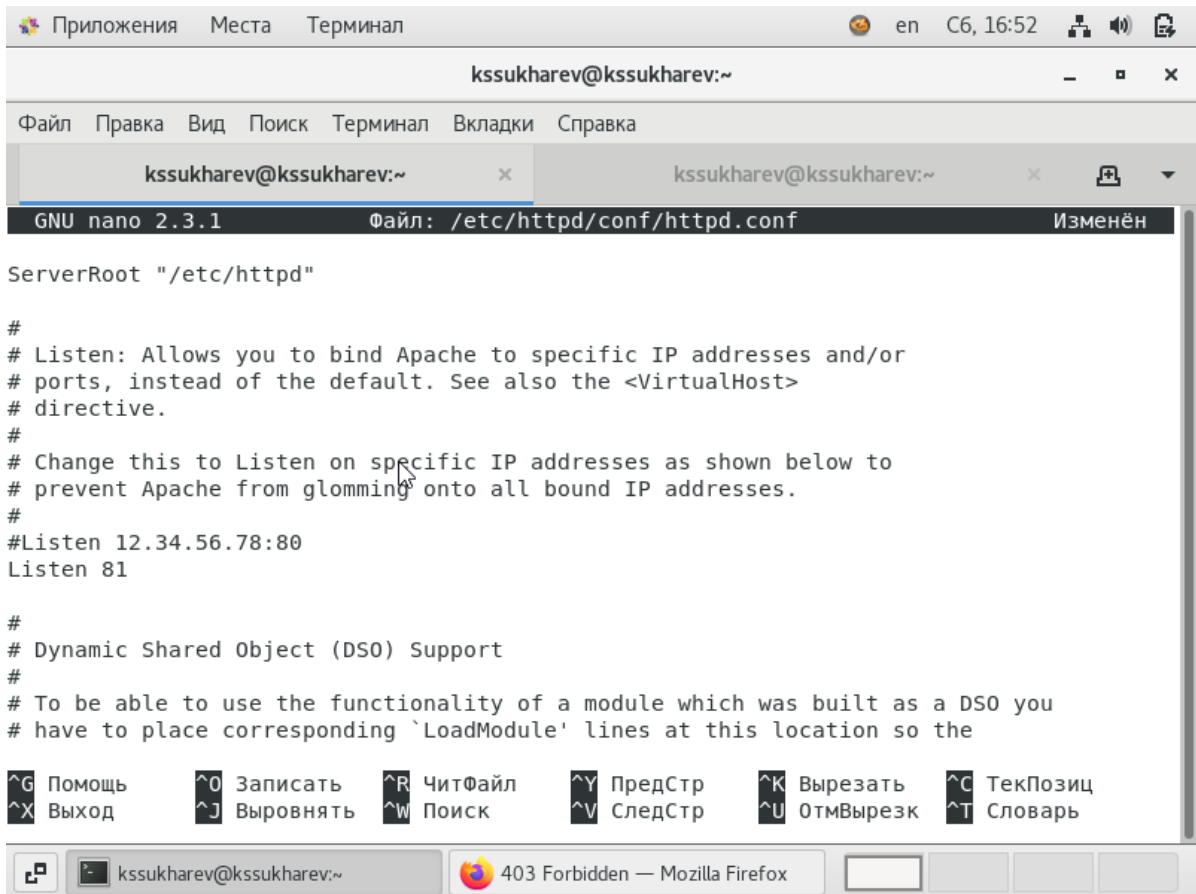 Приложения Места Терминал en Сб, 16:52
kssukharev@kssukharev:~
Файл Правка Вид Поиск Терминал Вкладки Справка
kssukharev@kssukharev:~ kssukharev@kssukharev:~
GNU nano 2.3.1 Файл: /etc/httpd/conf/httpd.conf Изменён
ServerRoot "/etc/httpd"
#
# Listen: Allows you to bind Apache to specific IP addresses and/or
# ports, instead of the default. See also the <VirtualHost>
# directive.
#
# Change this to Listen on specific IP addresses as shown below to
# prevent Apache from glomming onto all bound IP addresses.
#
#Listen 12.34.56.78:80
Listen 81
#
# Dynamic Shared Object (DSO) Support
#
# To be able to use the functionality of a module which was built as a DSO you
# have to place corresponding `LoadModule' lines at this location so the
^G Помощь ^O Записать ^R ЧитФайл ^Y ПредСтр ^K Вырезать ^C ТекПозиц
^X Выход ^J Выровнять ^W Поиск ^V СледСтр ^U ОтмВырезк ^T Словарь
kssukharev@kssukharev:~ 403 Forbidden — Mozilla Firefox